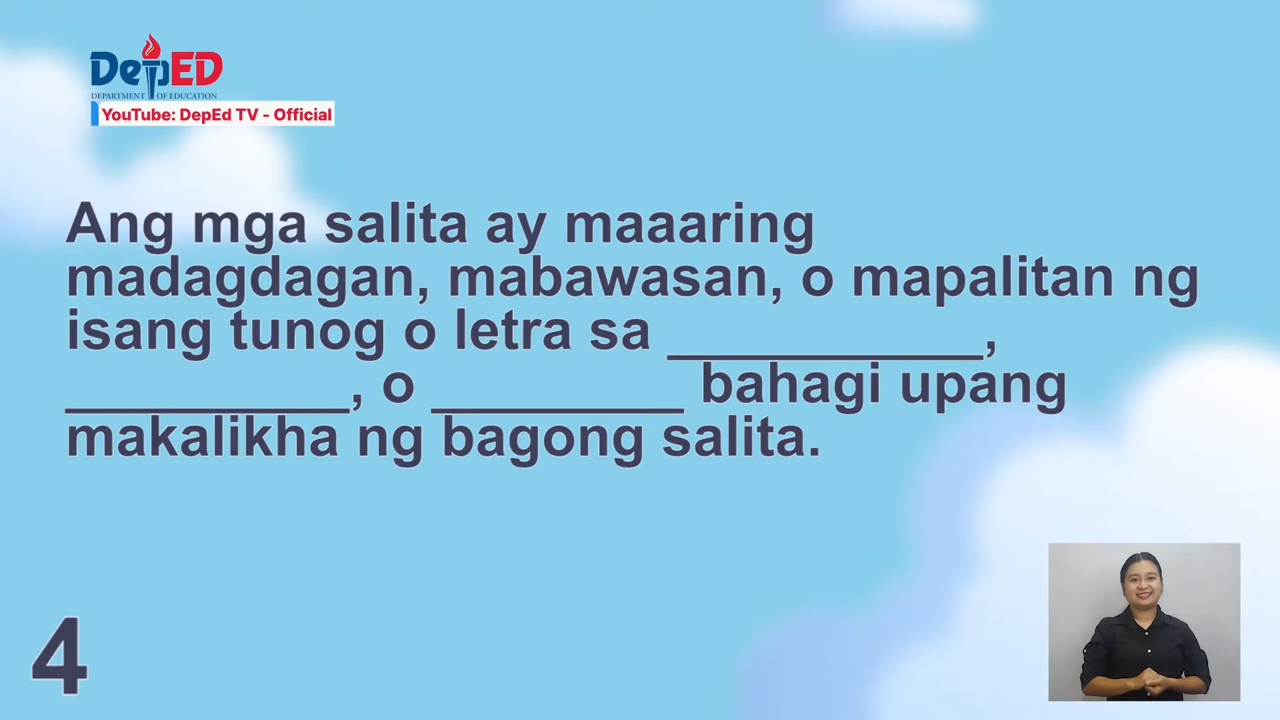 DepED
DEPARTMENT OF EDUCATION
YouTube: DepEd TV - Official
Ang mga salita ay maaaring
madagdagan, mabawasan, o mapalitan ng
isang tunog o letra sa __________,
_________, o ________ bahagi upang
makalikha ng bagong salita.
4